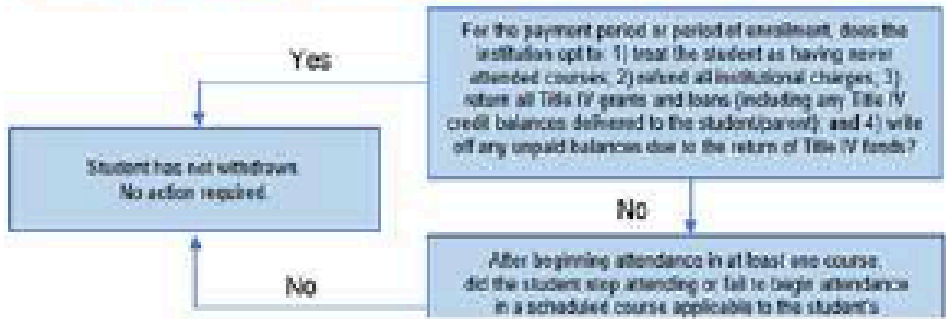 For the payment period or period of enrollment, does the
institution opt to: 1) treat the student as having never
attended courses; 2) refund all institutional charges; 3)
return all Title IV grants and loans (including any Title IV
credit balances delivered to the student/parent); and 4) write
off any unpaid balances due to the return of Title IV funds?
Yes
Student has not withdrawn.
No action required.
No
After beginning attendance in at least one course,
did the student stop attending or fail to begin attendance
in a scheduled course applicable to the student's
No